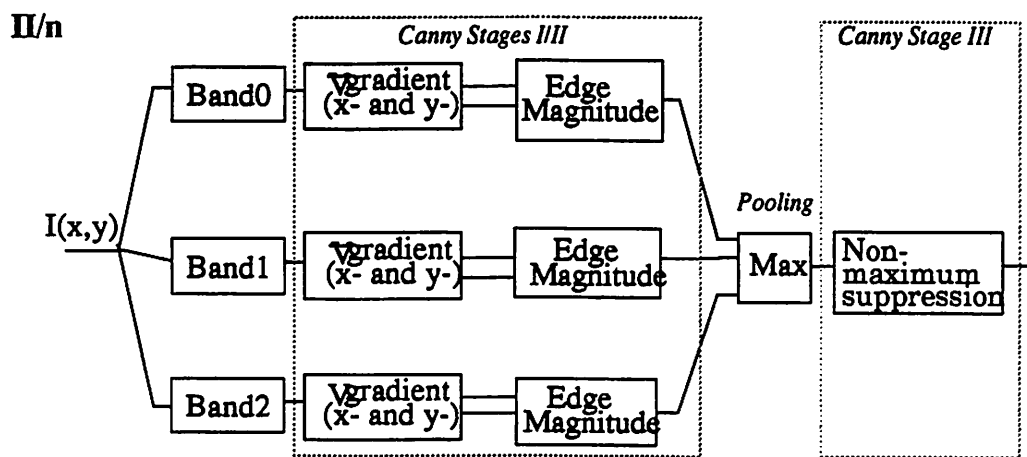 II/n
Canny Stages I/II
Canny Stage III
Band0
∇gradient
(x- and y-)
Edge
Magnitude
Pooling
I(x,y)
Band1
∇gradient
(x- and y-)
Edge
Magnitude
Max
Non-
maximum
suppression
Band2
∇gradient
(x- and y-)
Edge
Magnitude